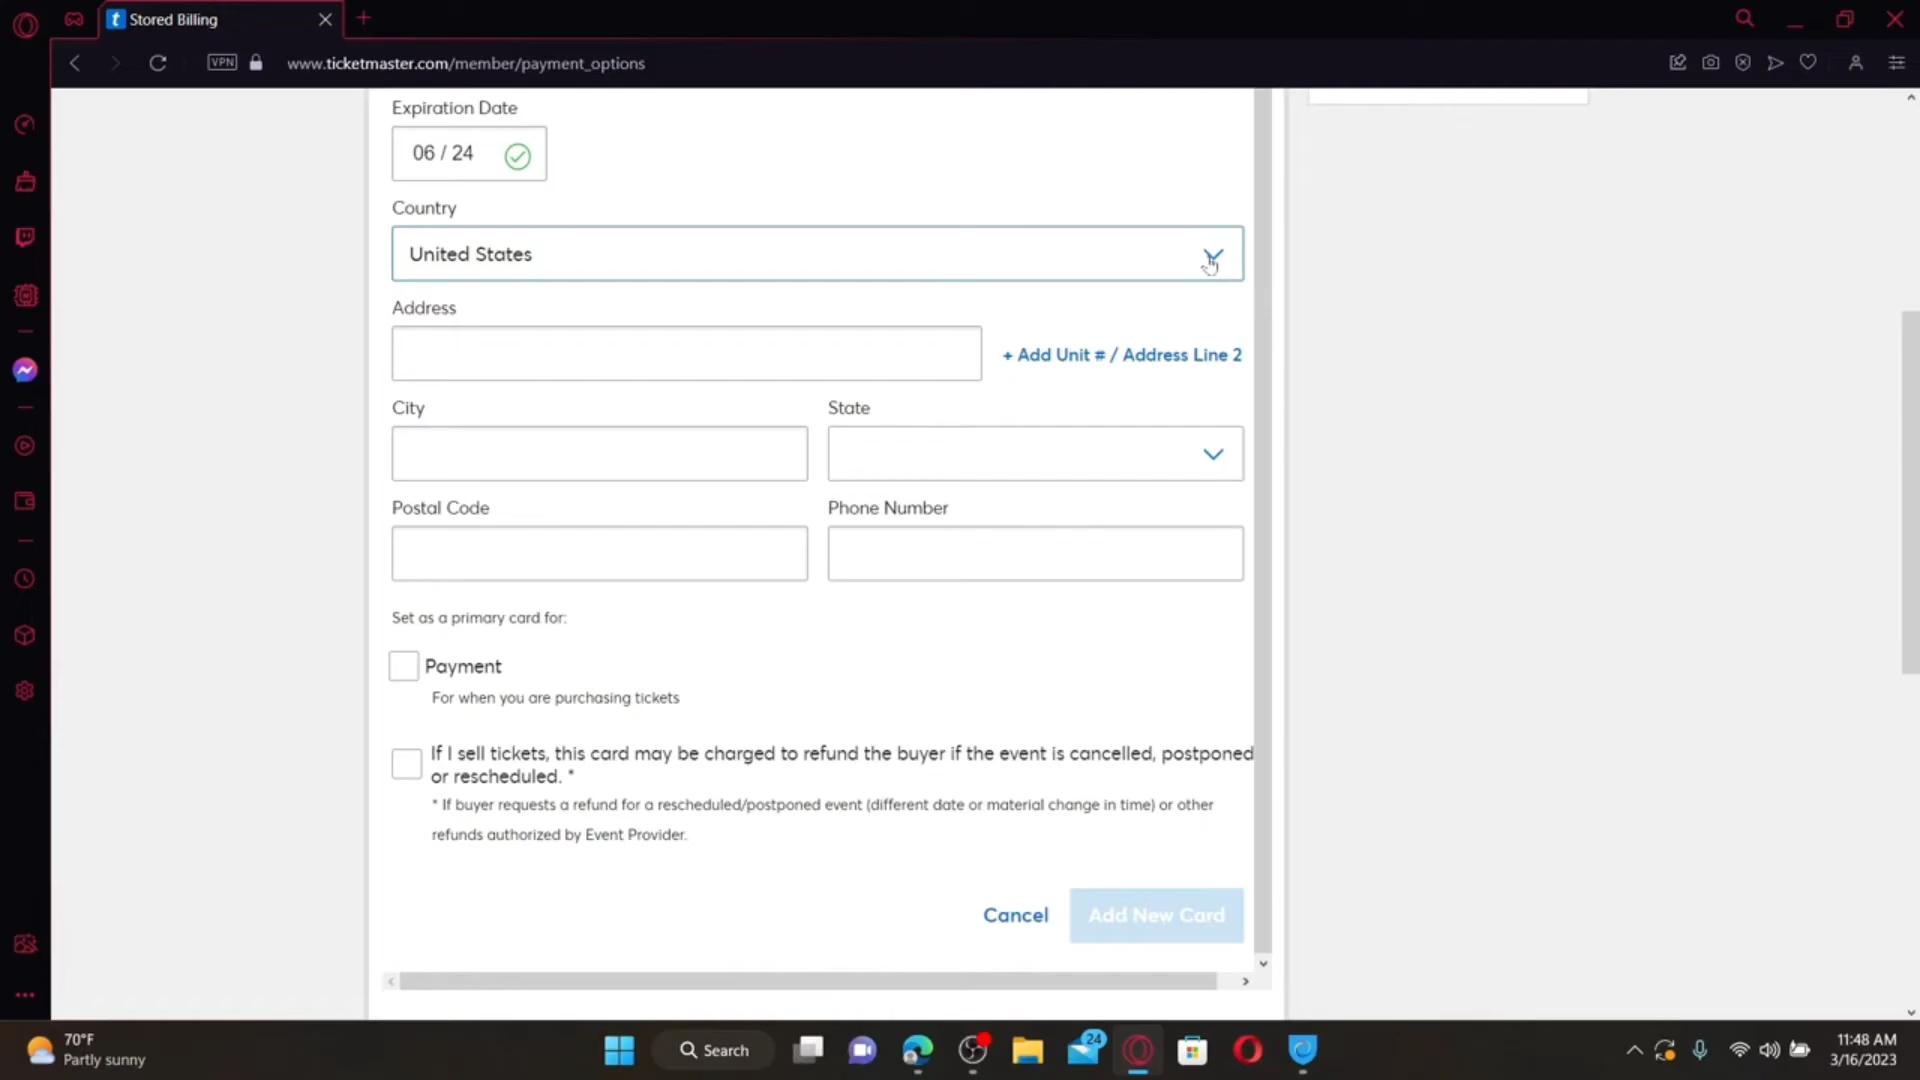 Stored Billing
VPN
www.ticketmaster.com/member/payment_options
Expiration Date
06 / 24
Country
United States
Address
+ Add Unit # / Address Line 2
City
State
Postal Code
Phone Number
Set as a primary card for:
Payment
For when you are purchasing tickets
If I sell tickets, this card may be charged to refund the buyer if the event is cancelled, postponed
or rescheduled. *
* If buyer requests a refund for a rescheduled/postponed event (different date or material change in time) or other
refunds authorized by Event Provider.
Cancel
Add New Card
70°F
Partly sunny
Search
24
11:48 AM
3/16/2023